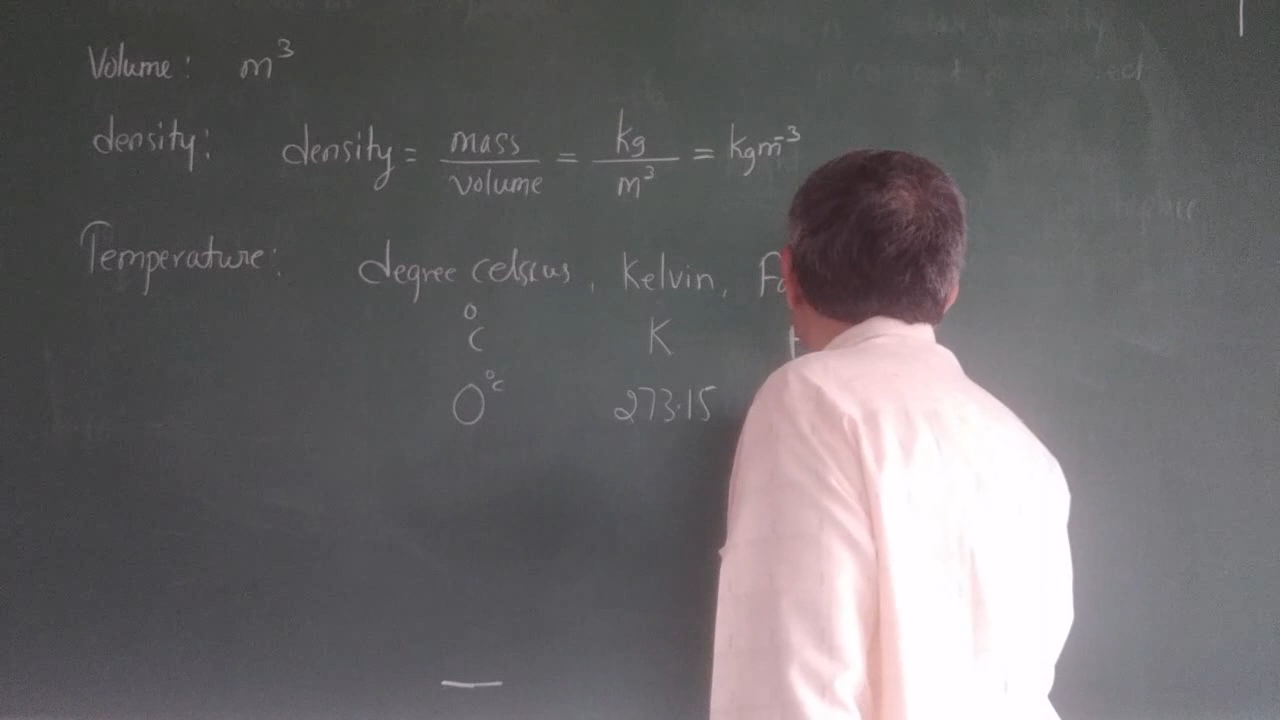 Volume: m³
density: density = mass / volume = kg / m³ = kgm⁻³
Temperature: degree celsius, Kelvin,
°C K
0°C 273.15